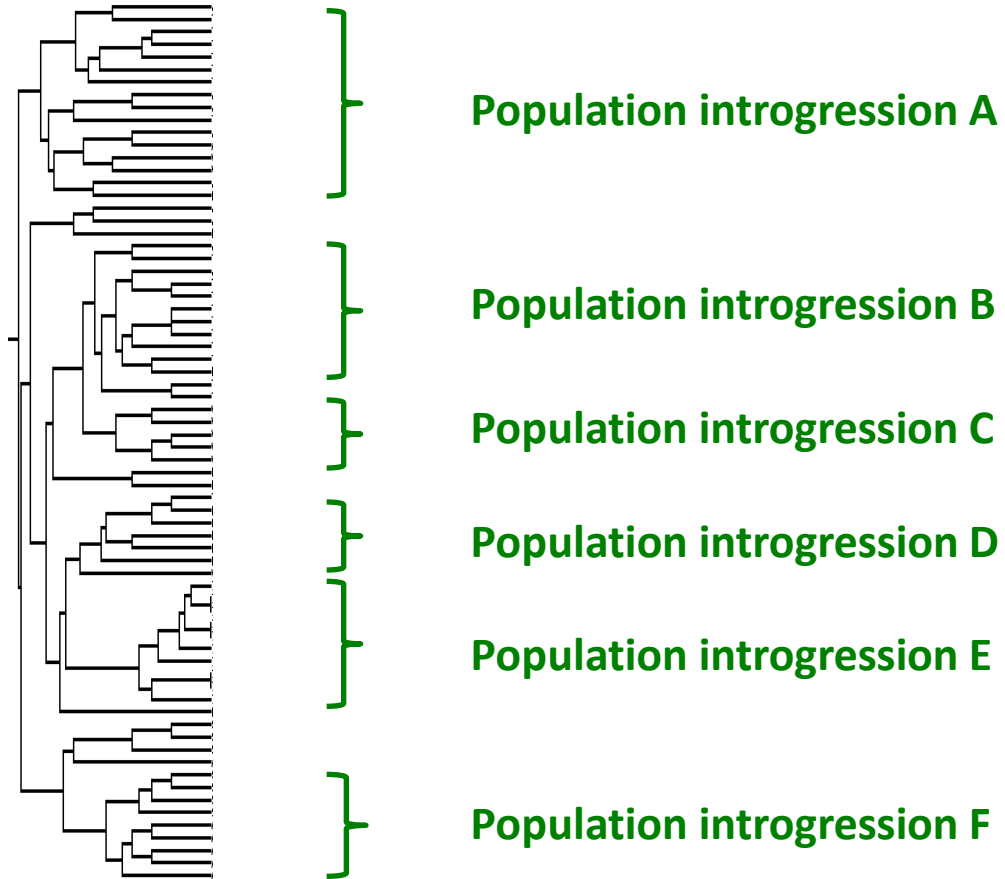 Population introgression A
Population introgression B
Population introgression C
Population introgression D
Population introgression E
Population introgression F